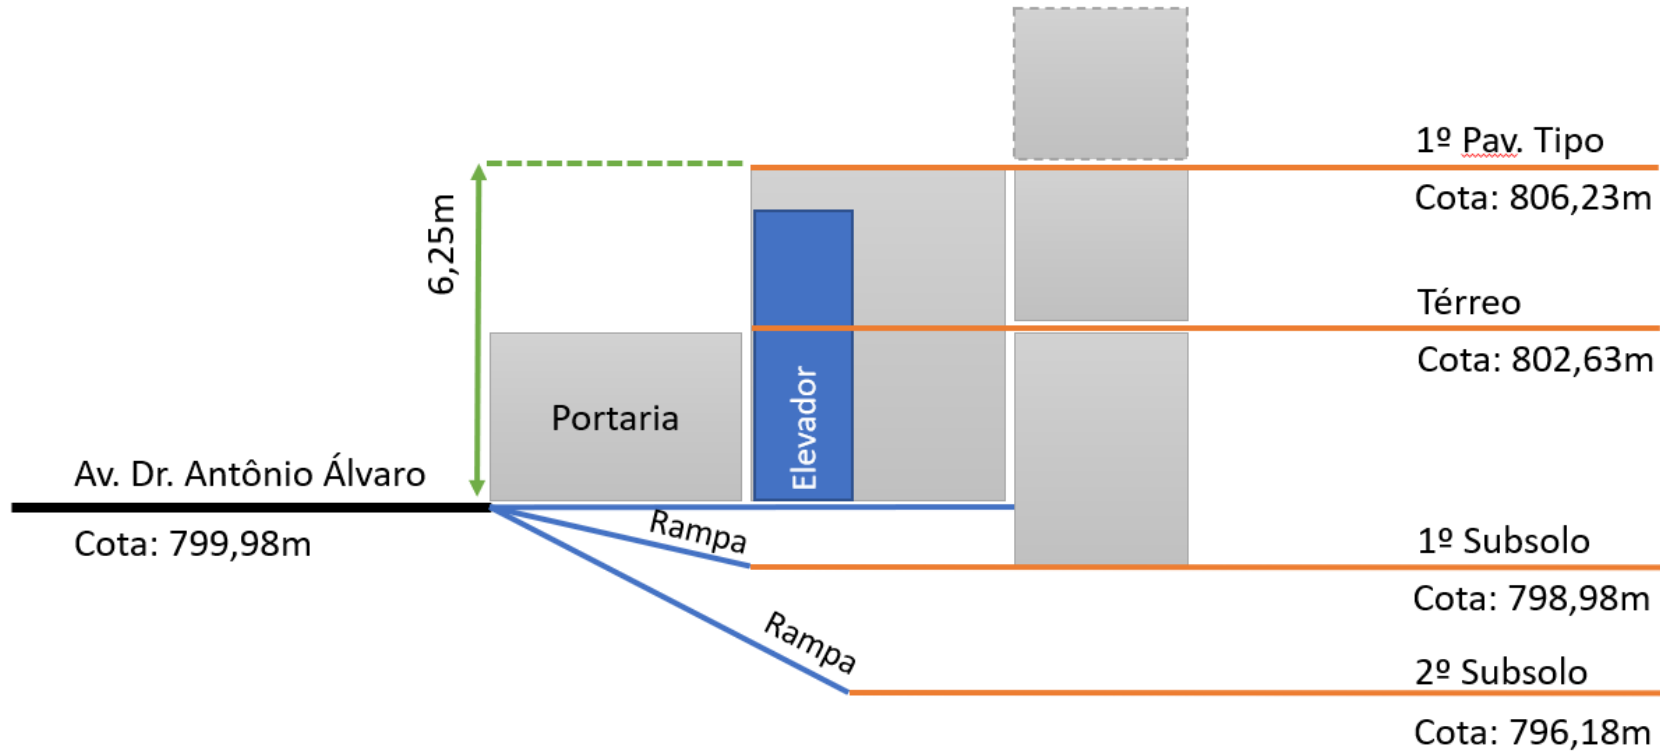 1º Pav. Tipo
Cota: 806,23m
6,25m
Térreo
Cota: 802,63m
Elevador
Portaria
Av. Dr. Antônio Álvaro
Cota: 799,98m
Rampa
1º Subsolo
Cota: 798,98m
Rampa
2º Subsolo
Cota: 796,18m